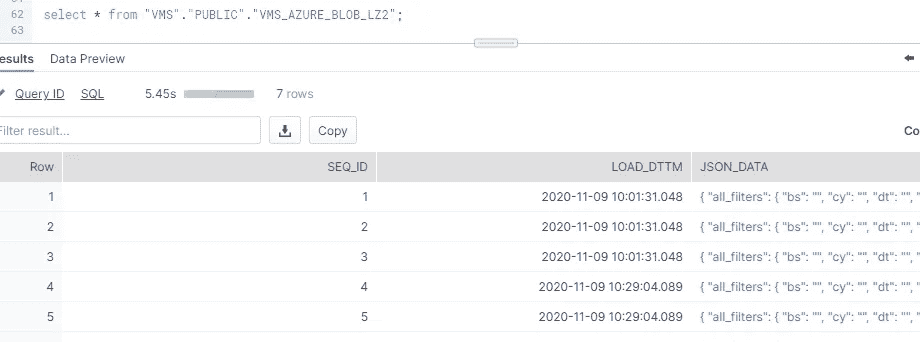 62 select * from "VMS"."PUBLIC"."VMS_AZURE_BLOB_LZ2";
63
esults Data Preview
Query ID SQL 5.45s 7 rows
Filter result... Copy Co
Row SEQ_ID LOAD_DTTM JSON_DATA
1 1 2020-11-09 10:01:31.048 { "all_filters": { "bs": "", "cy": "", "dt": "", "
2 2 2020-11-09 10:01:31.048 { "all_filters": { "bs": "", "cy": "", "dt": "", "
3 3 2020-11-09 10:01:31.048 { "all_filters": { "bs": "", "cy": "", "dt": "", "
4 4 2020-11-09 10:29:04.089 { "all_filters": { "bs": "", "cy": "", "dt": "", "
5 5 2020-11-09 10:29:04.089 { "all_filters": { "bs": "", "cy": "", "dt": "", "